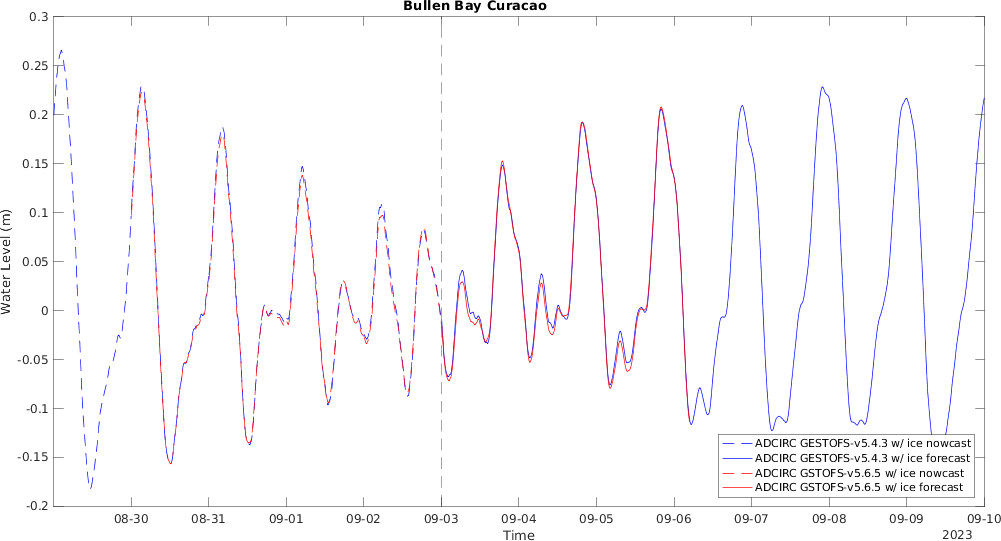 Bullen Bay Curacao
0.3
0.25
0.2
0.15
0.1
0.05
0
-0.05
-0.1
-0.15
-0.2
Water Level (m)
ADCIRC GESTOFS-v5.4.3 w/ ice nowcast
ADCIRC GESTOFS-v5.4.3 w/ ice forecast
ADCIRC GSTOFS-v5.6.5 w/ ice nowcast
ADCIRC GSTOFS-v5.6.5 w/ ice forecast
08-30 08-31 09-01 09-02 09-03 09-04 09-05 09-06 09-07 09-08 09-09 09-10
Time 2023